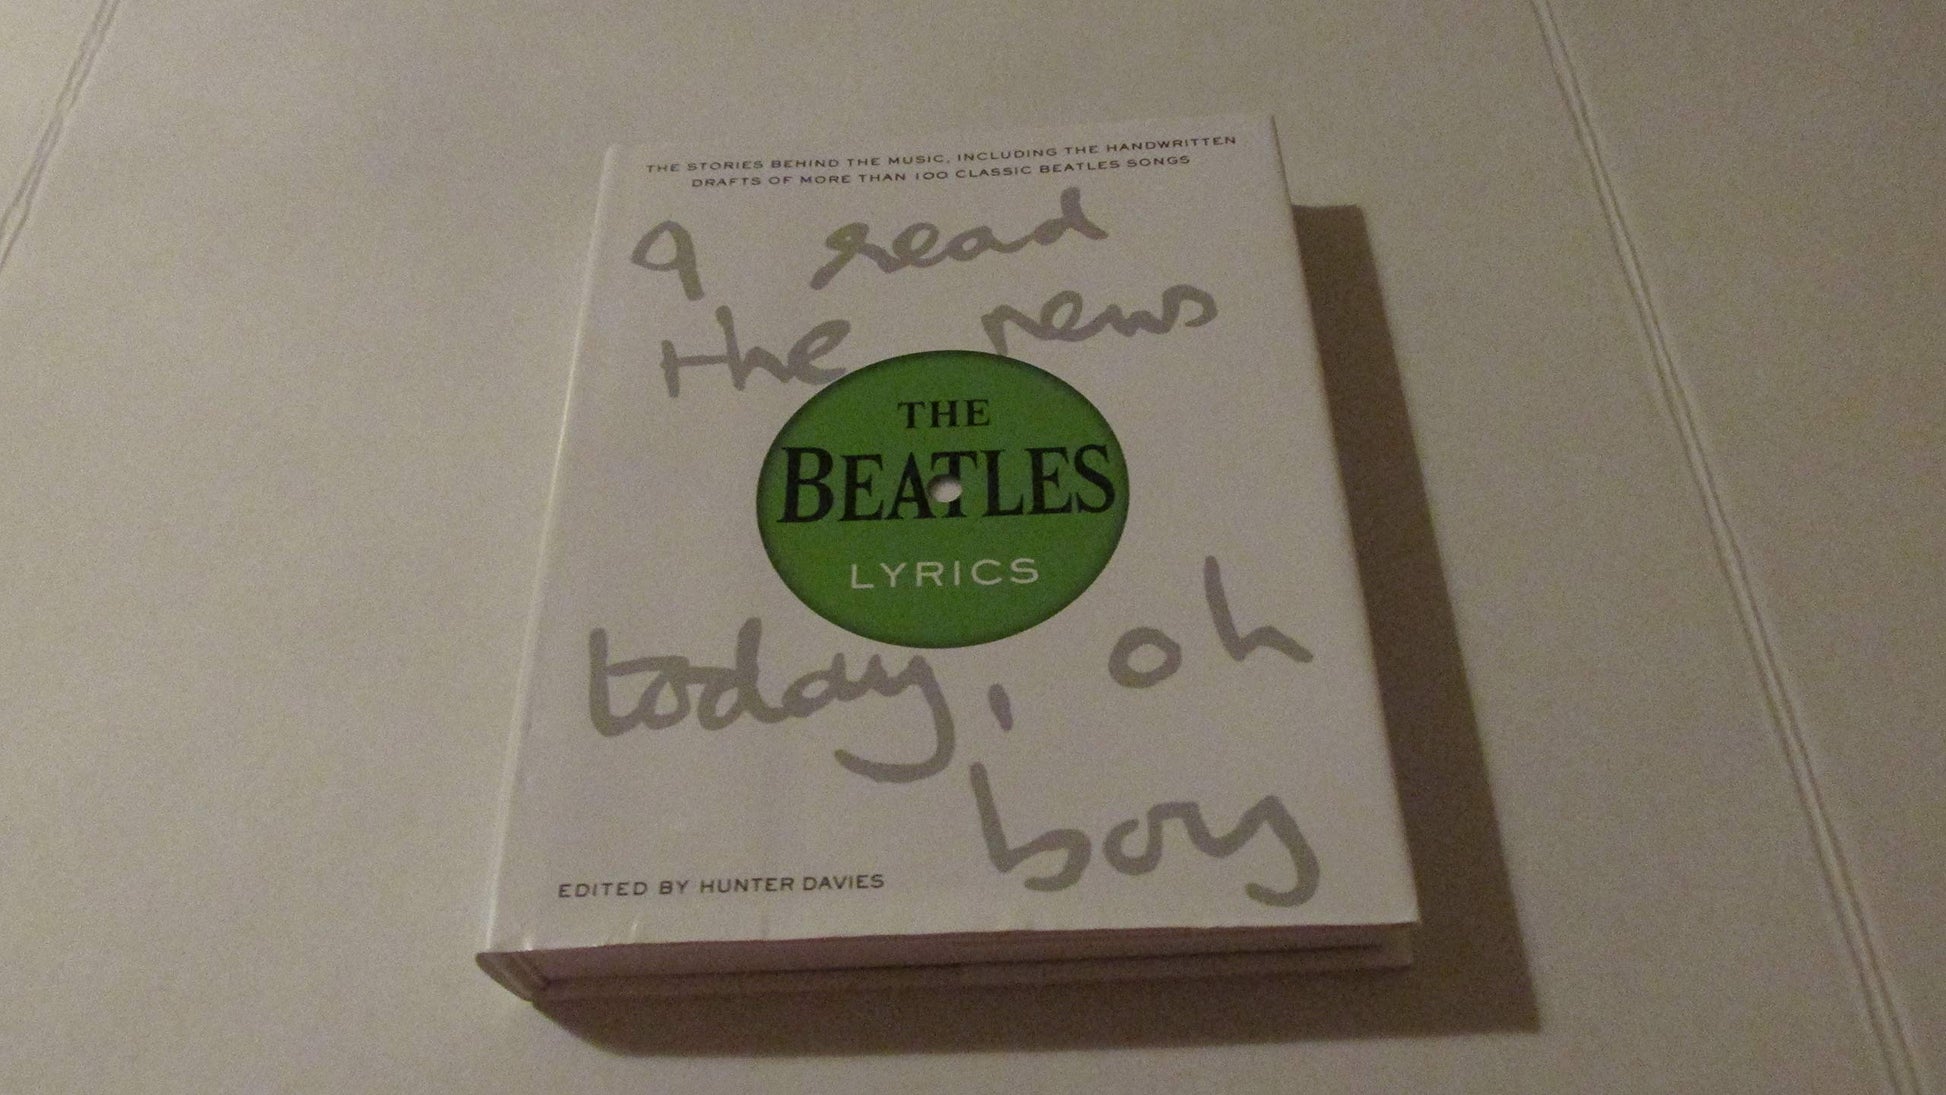 THE STORIES BEHIND THE MUSIC, INCLUDING THE HANDWRITTEN
DRAFTS OF MORE THAN 100 CLASSIC BEATLES SONGS
I read
the news
THE
BEATLES
LYRICS
today, oh
boy
EDITED BY HUNTER DAVIES